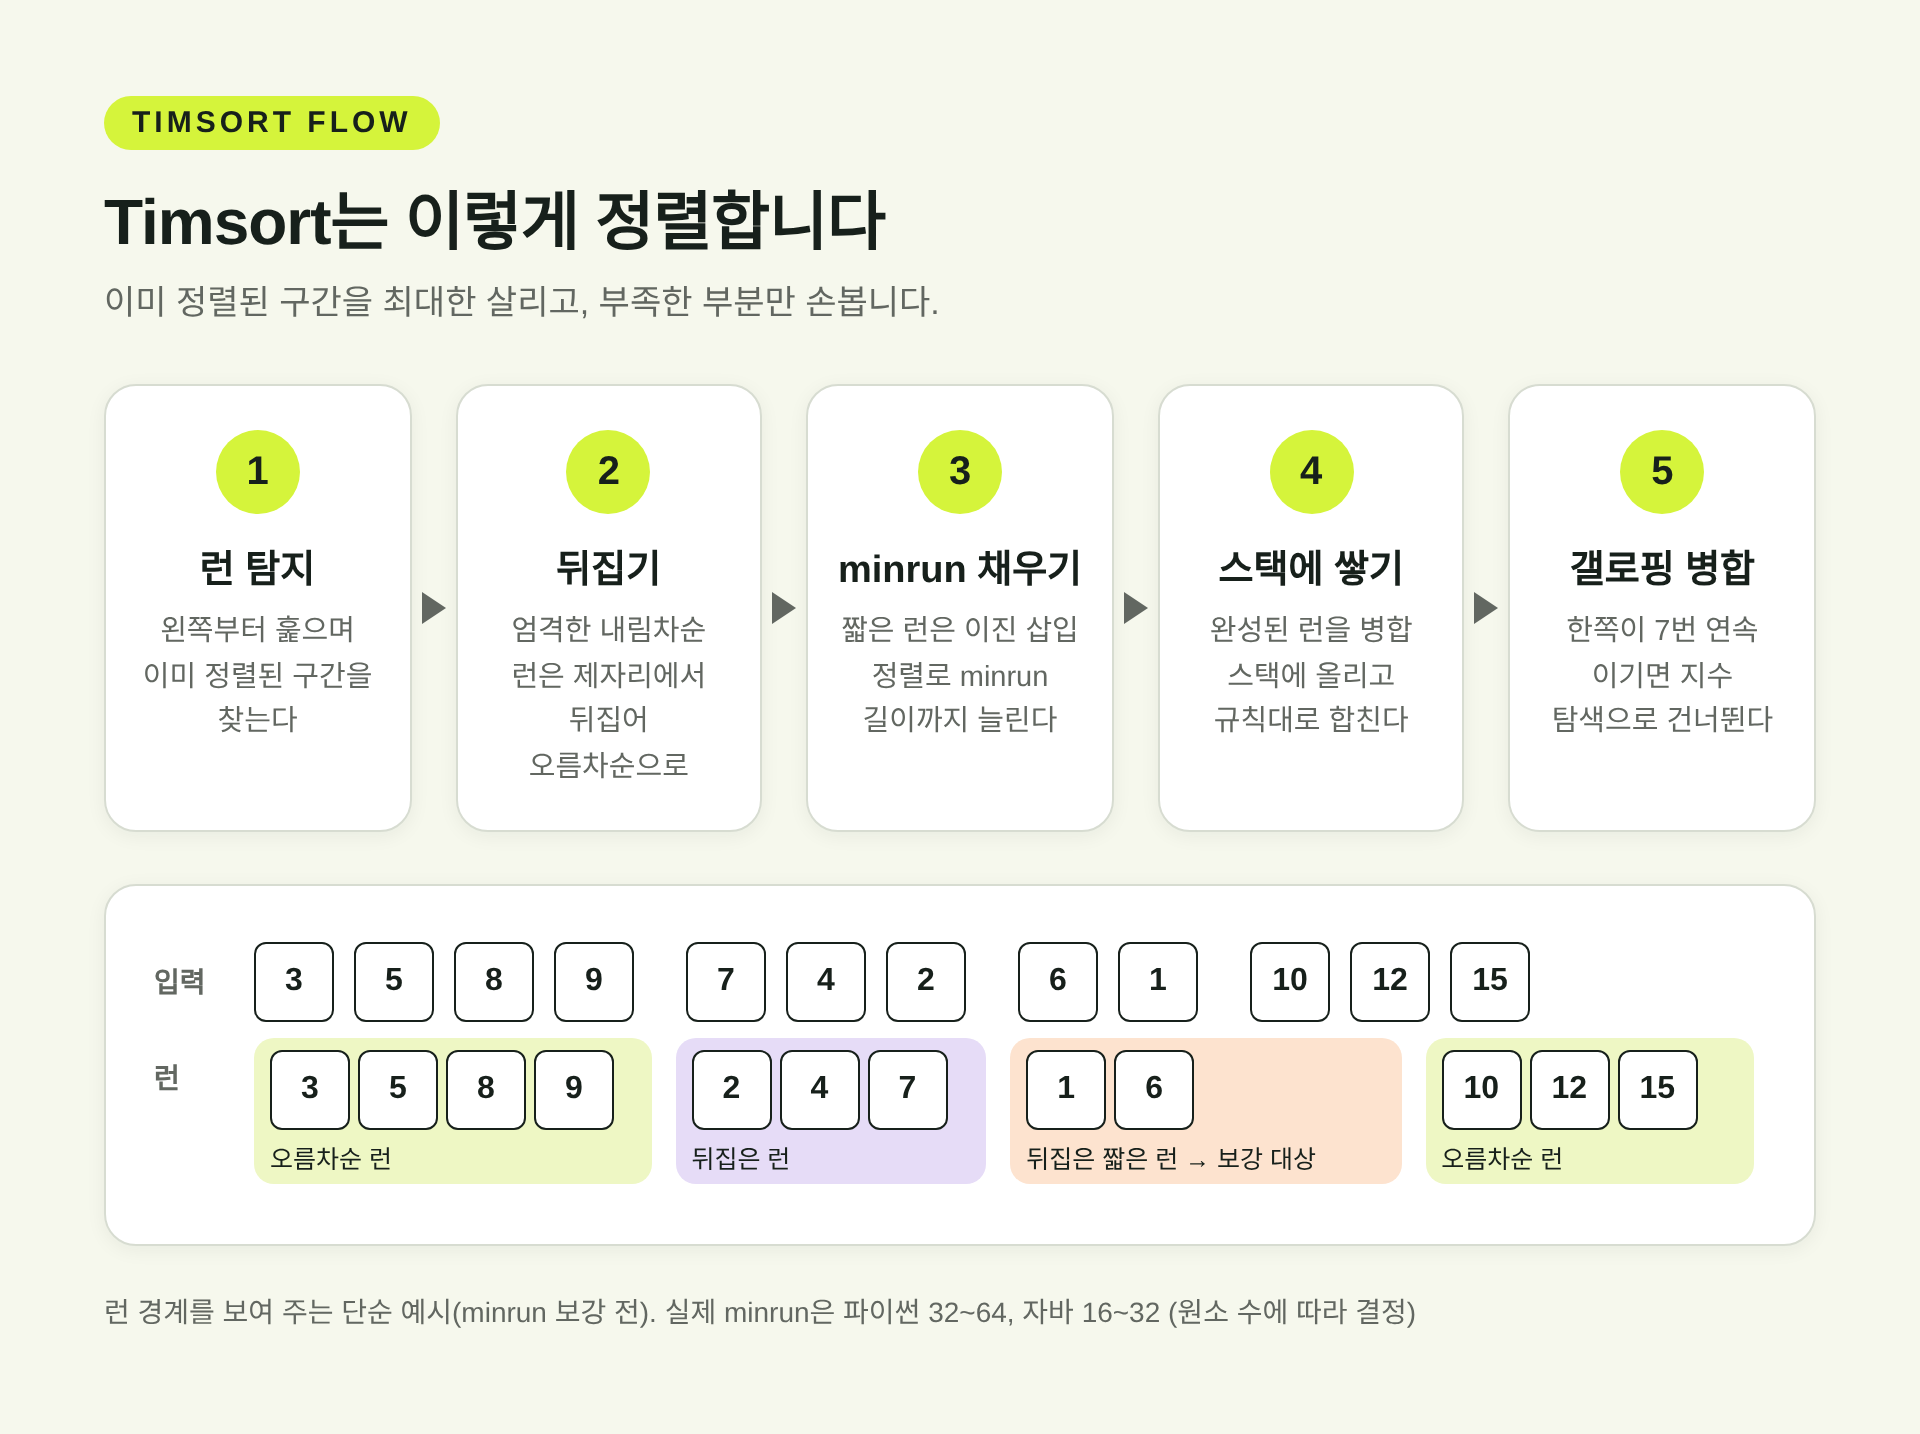 TIMSORT FLOW
Timsort는 이렇게 정렬합니다
이미 정렬된 구간을 최대한 살리고, 부족한 부분만 손봅니다.
1
런 탐지
왼쪽부터 훑으며
이미 정렬된 구간을
찾는다
2
뒤집기
엄격한 내림차순
런은 제자리에서
뒤집어
오름차순으로
3
minrun 채우기
짧은 런은 이진 삽입
정렬로 minrun
길이까지 늘린다
4
스택에 쌓기
완성된 런을 병합
스택에 올리고
규칙대로 합친다
5
갤로핑 병합
한쪽이 7번 연속
이기면 지수
탐색으로 건너뛴다
입력 3 5 8 9 7 4 2 6 1 10 12 15
런 3 5 8 9 2 4 7 1 6 10 12 15
오름차순 런 뒤집은 런 뒤집은 짧은 런 → 보강 대상 오름차순 런
런 경계를 보여 주는 단순 예시(minrun 보강 전). 실제 minrun은 파이썬 32~64, 자바 16~32 (원소 수에 따라 결정)